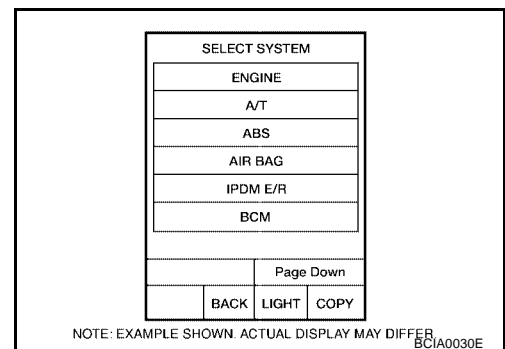 SELECT SYSTEM
ENGINE
A/T
ABS
AIR BAG
IPDM E/R
BCM
Page Down
BACK LIGHT COPY
NOTE: EXAMPLE SHOWN. ACTUAL DISPLAY MAY DIFFER
BCIA0030E